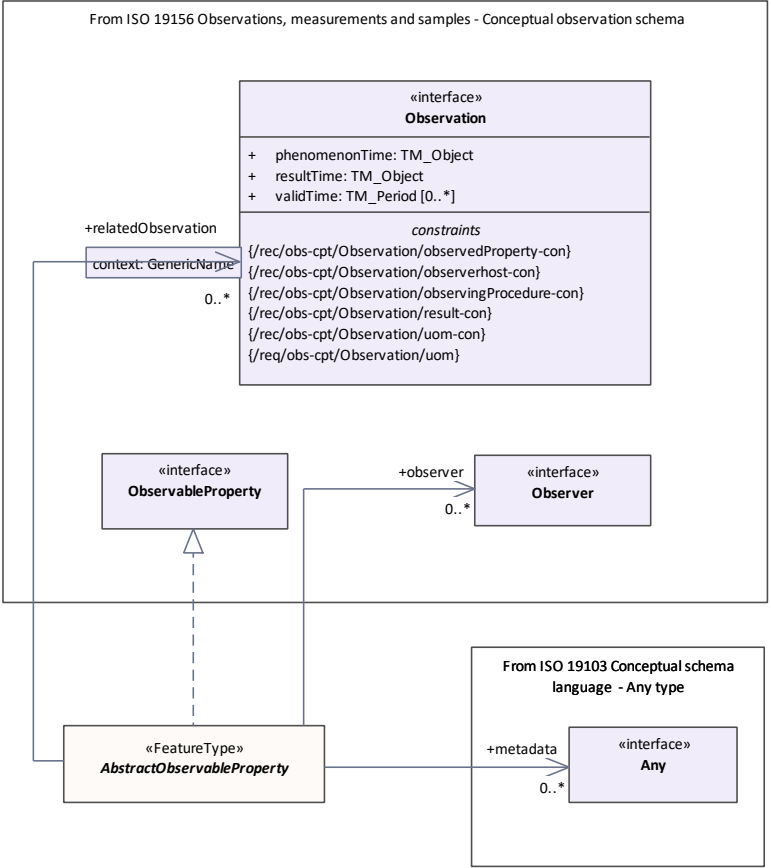 From ISO 19156 Observations, measurements and samples - Conceptual observation schema
«interface»
Observation
+ phenomenonTime: TM_Object
+ resultTime: TM_Object
+ validTime: TM_Period [0..*]
constraints
{/rec/obs-cpt/Observation/observedProperty-con}
{/rec/obs-cpt/Observation/observerhost-con}
{/rec/obs-cpt/Observation/observingProcedure-con}
{/rec/obs-cpt/Observation/result-con}
{/rec/obs-cpt/Observation/uom-con}
{/req/obs-cpt/Observation/uom}
+relatedObservation
context: GenericName
0..*
«interface»
ObservableProperty
+observer
0..*
«interface»
Observer
From ISO 19103 Conceptual schema
language - Any type
«FeatureType»
AbstractObservableProperty
+metadata
0..*
«interface»
Any